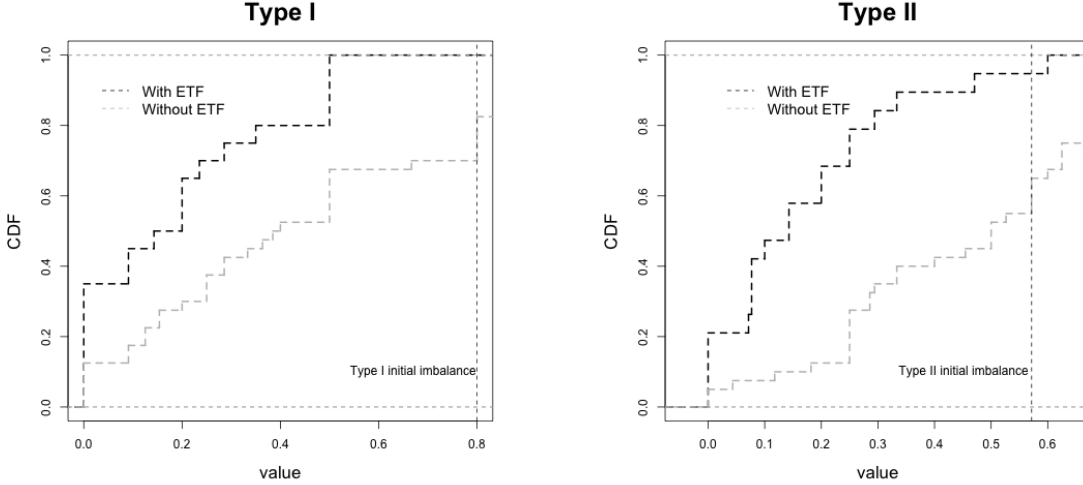 Type I
CDF
1.0
0.8
0.6
0.4
0.2
0.0
With ETF
Without ETF
Type I initial imbalance
0.0 0.2 0.4 0.6 0.8
value
Type II
CDF
1.0
0.8
0.6
0.4
0.2
0.0
With ETF
Without ETF
Type II initial imbalance
0.0 0.1 0.2 0.3 0.4 0.5 0.6
value